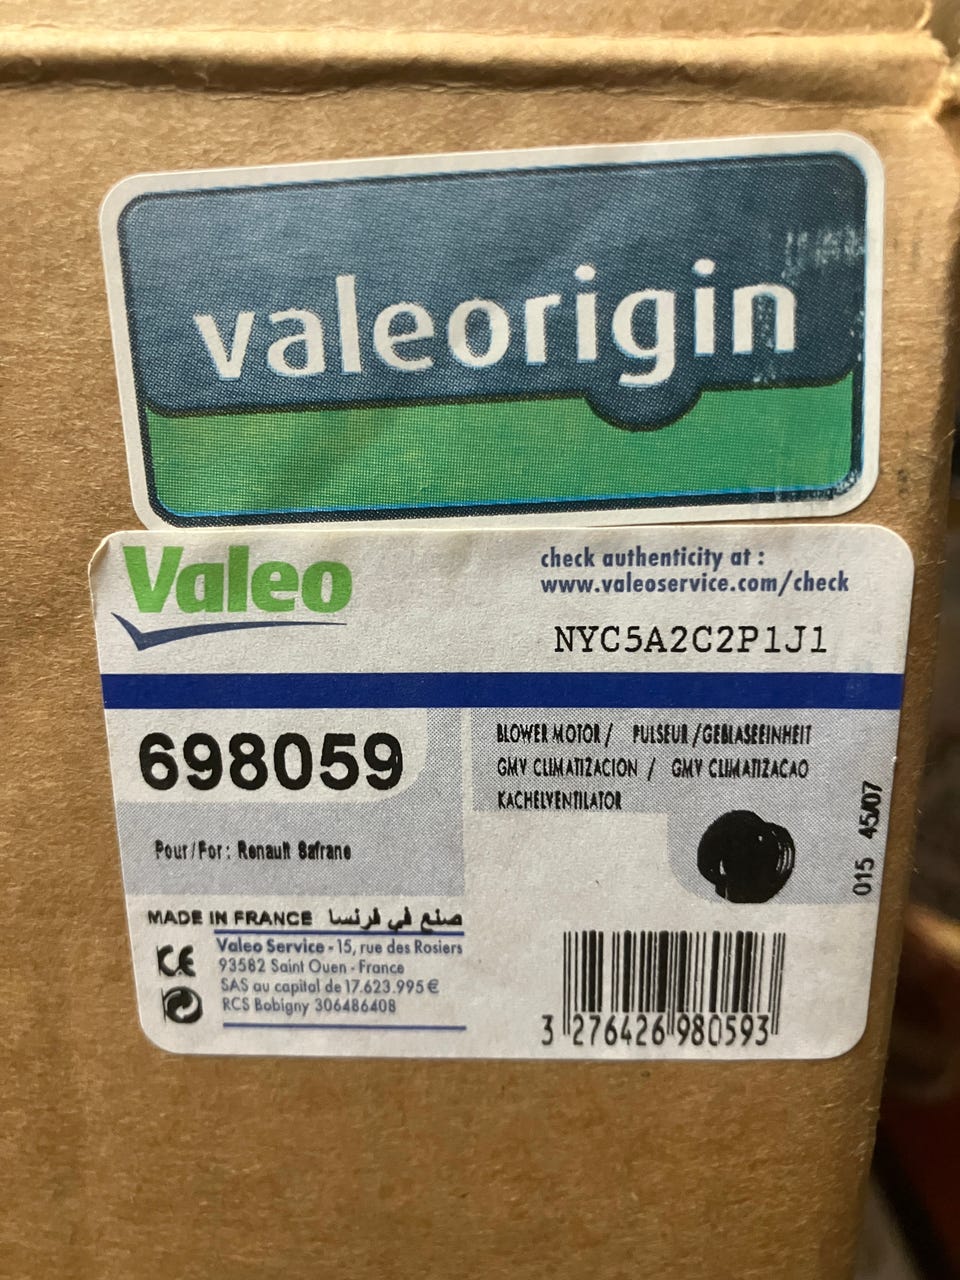 valeorigin
Valeo
check authenticity at :
www.valeoservice.com/check
NYC5A2C2P1J1
698059
BLOWER MOTOR / PULSEUR /GEBLASEEINHEIT
GMV CLIMATIZACION / GMV CLIMATIZACAO
KACHELVENTILATOR
Pour/For: Renault Safrane
015 45/07
MADE IN FRANCE صنع في فرنسا
CE
Valeo Service - 15, rue des Rosiers
93582 Saint Ouen - France
SAS au capital de 17.623.995 €
RCS Bobigny 306486408
3 276426 980593